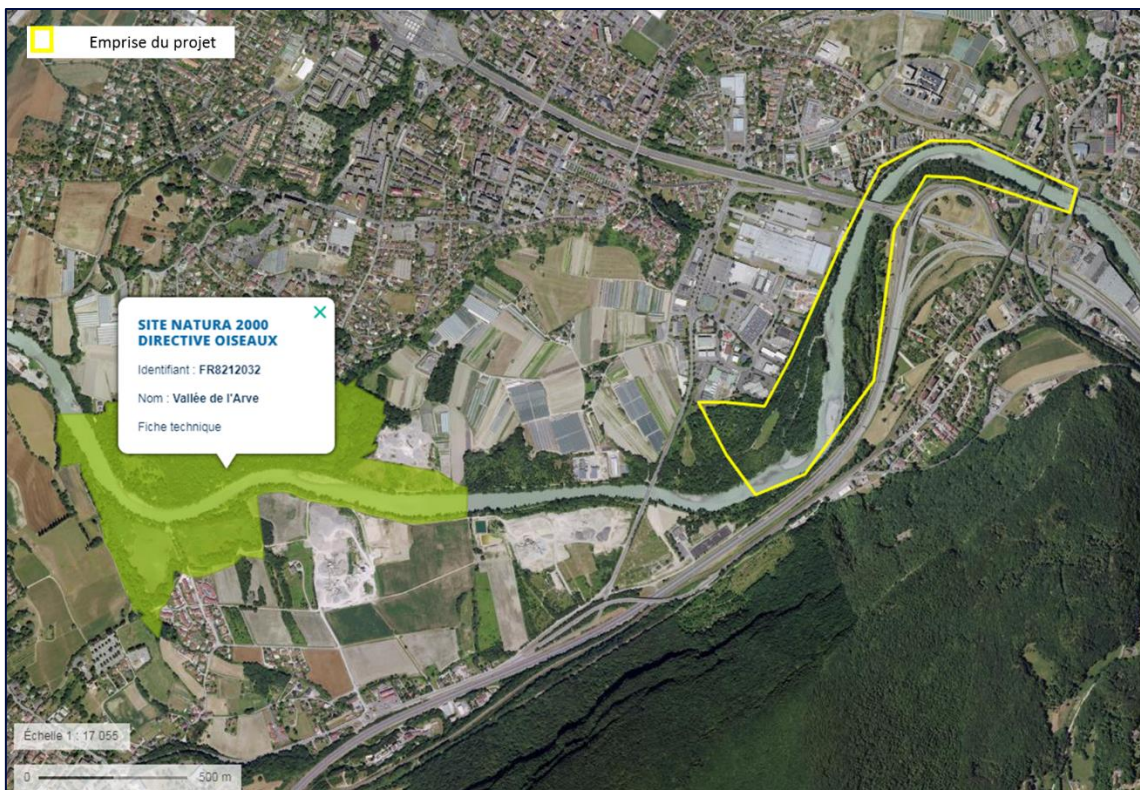 Emprise du projet
SITE NATURA 2000
DIRECTIVE OISEAUX
Identifiant : FR8212032
Nom : Vallée de l'Arve
Fiche technique
Échelle 1 : 17 055
0 500 m